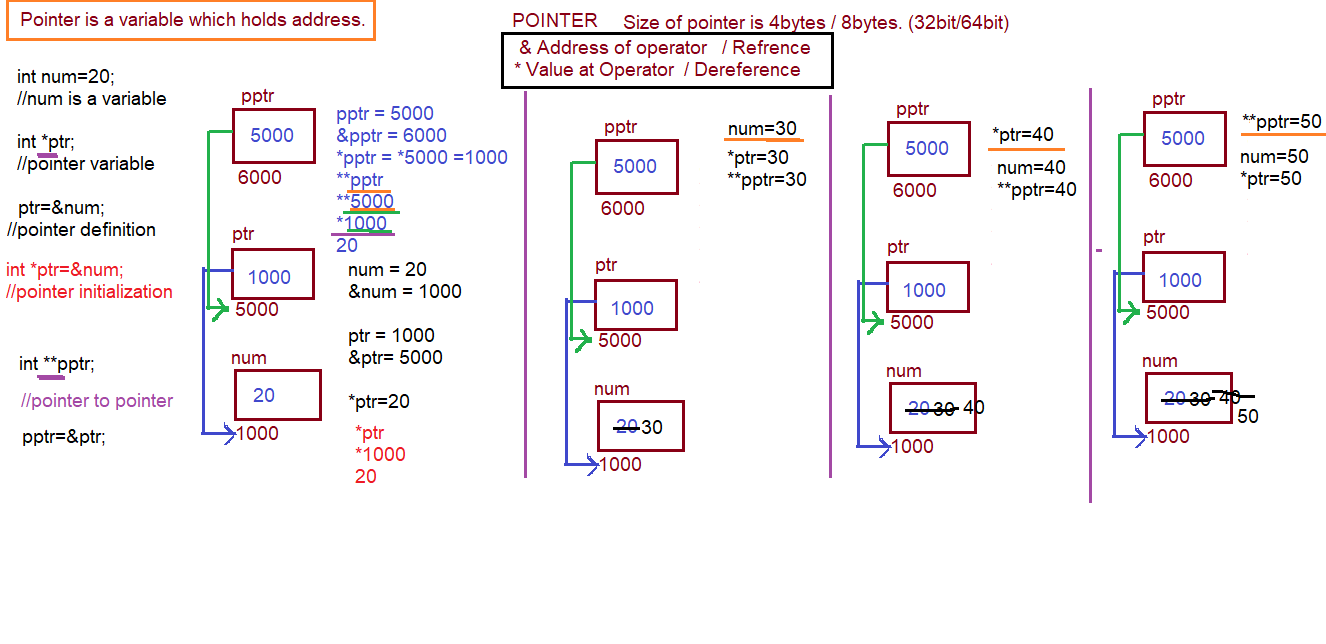 Pointer is a variable which holds address.
POINTER Size of pointer is 4bytes / 8bytes. (32bit/64bit)
& Address of operator / Refrence
* Value at Operator / Dereference
int num=20;
//num is a variable
int *ptr;
//pointer variable
ptr=&num;
//pointer definition
int *ptr=&num;
//pointer initialization
int **pptr;
//pointer to pointer
pptr=&ptr;
pptr
5000
6000
ptr
1000
5000
num
20
1000
pptr = 5000
&pptr = 6000
*pptr = *5000 =1000
**pptr
**5000
*1000
20
num = 20
&num = 1000
ptr = 1000
&ptr= 5000
*ptr=20
*ptr
*1000
20
pptr
5000
6000
ptr
1000
5000
num
20 30
1000
num=30
*ptr=30
**pptr=30
pptr
5000
6000
ptr
1000
5000
num
20 30 40
1000
*ptr=40
num=40
**pptr=40
pptr
5000
6000
ptr
1000
5000
num
20 30 40
50
1000
**pptr=50
num=50
*ptr=50